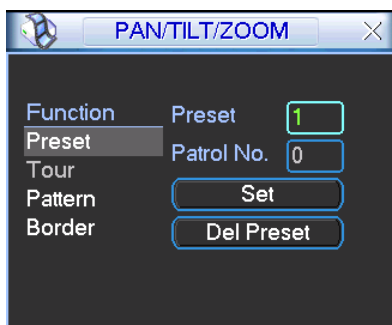 PAN/TILT/ZOOM
Function
Preset
Tour
Pattern
Border
Preset 1
Patrol No. 0
Set
Del Preset